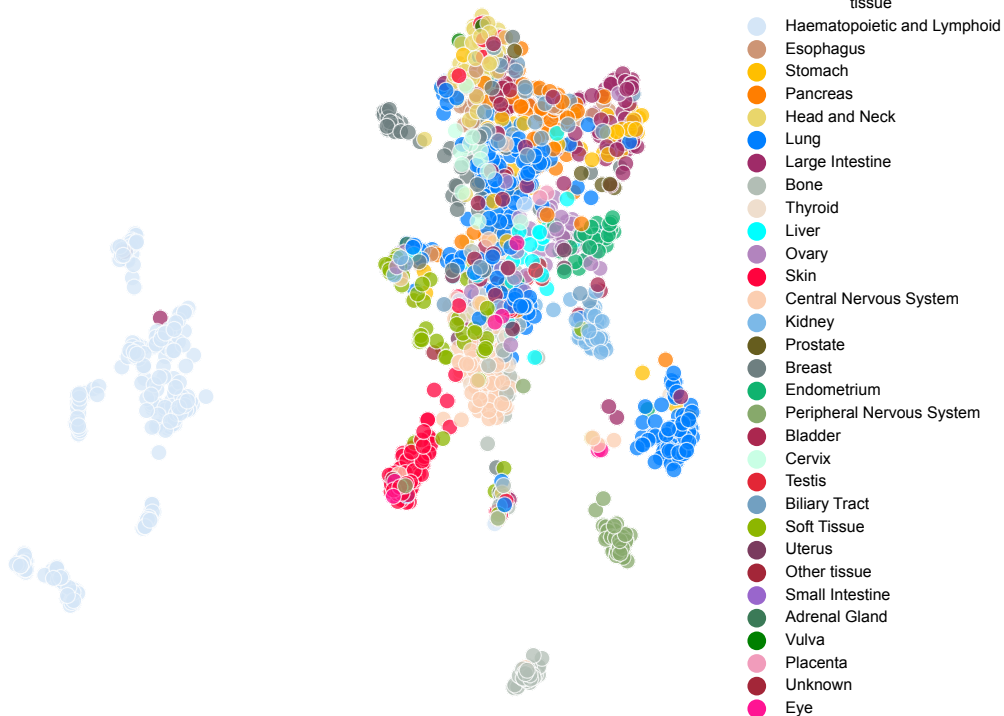 tissue
Haematopoietic and Lymphoid
Esophagus
Stomach
Pancreas
Head and Neck
Lung
Large Intestine
Bone
Thyroid
Liver
Ovary
Skin
Central Nervous System
Kidney
Prostate
Breast
Endometrium
Peripheral Nervous System
Bladder
Cervix
Testis
Biliary Tract
Soft Tissue
Uterus
Other tissue
Small Intestine
Adrenal Gland
Vulva
Placenta
Unknown
Eye